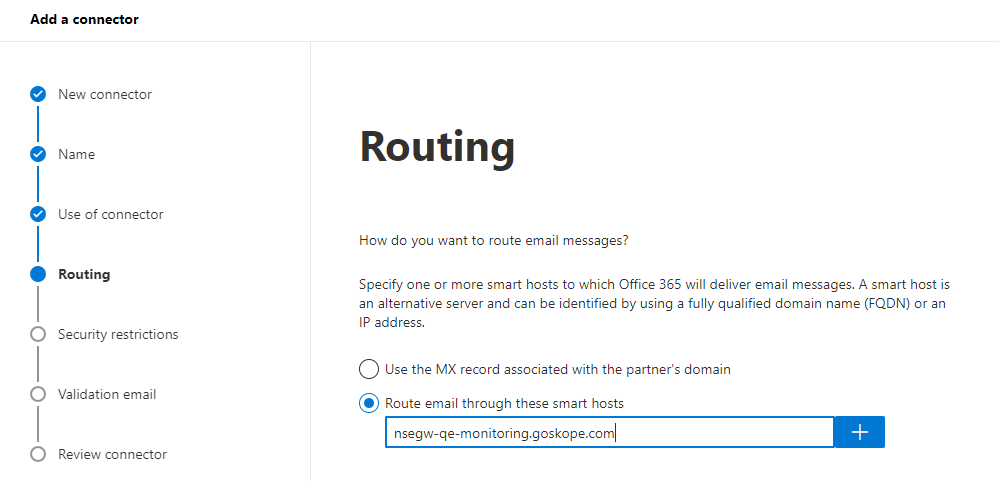 Add a connector
New connector
Name
Use of connector
Routing
Security restrictions
Validation email
Review connector
Routing
How do you want to route email messages?
Specify one or more smart hosts to which Office 365 will deliver email messages. A smart host is
an alternative server and can be identified by using a fully qualified domain name (FQDN) or an
IP address.
Use the MX record associated with the partner's domain
Route email through these smart hosts
nsegw-qe-monitoring.goskope.com